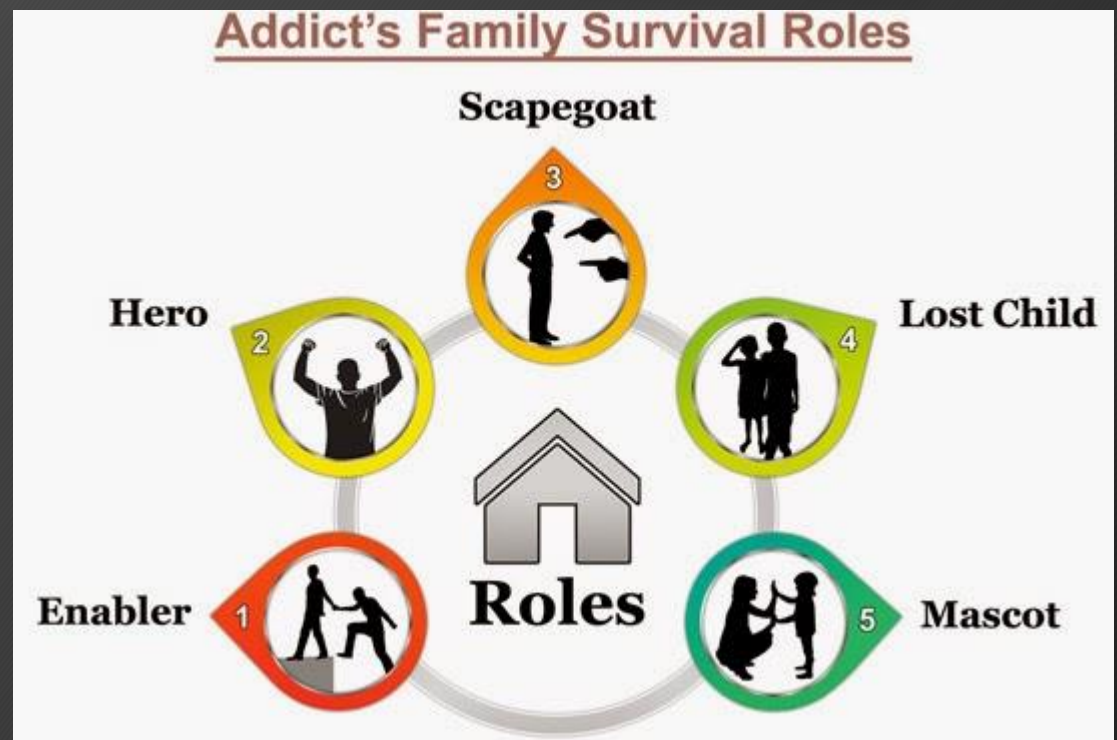 Addict's Family Survival Roles
Scapegoat
3
Hero
2
4
Lost Child
Roles
Enabler
1
5
Mascot